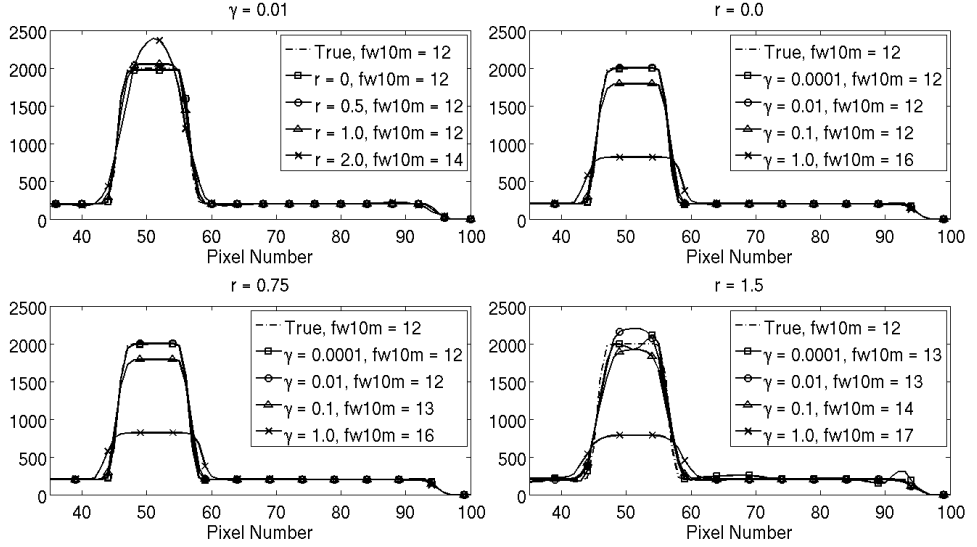 γ = 0.01
2500
2000
1500
1000
500
0
True, fw10m = 12
r = 0, fw10m = 12
r = 0.5, fw10m = 12
r = 1.0, fw10m = 12
r = 2.0, fw10m = 14
40 50 60 70 80 90 100
Pixel Number
r = 0.0
2500
2000
1500
1000
500
0
True, fw10m = 12
γ = 0.0001, fw10m = 12
γ = 0.01, fw10m = 12
γ = 0.1, fw10m = 12
γ = 1.0, fw10m = 16
40 50 60 70 80 90 100
Pixel Number
r = 0.75
2500
2000
1500
1000
500
0
True, fw10m = 12
γ = 0.0001, fw10m = 12
γ = 0.01, fw10m = 12
γ = 0.1, fw10m = 13
γ = 1.0, fw10m = 16
40 50 60 70 80 90 100
Pixel Number
r = 1.5
2500
2000
1500
1000
500
0
True, fw10m = 12
γ = 0.0001, fw10m = 13
γ = 0.01, fw10m = 13
γ = 0.1, fw10m = 14
γ = 1.0, fw10m = 17
40 50 60 70 80 90 100
Pixel Number